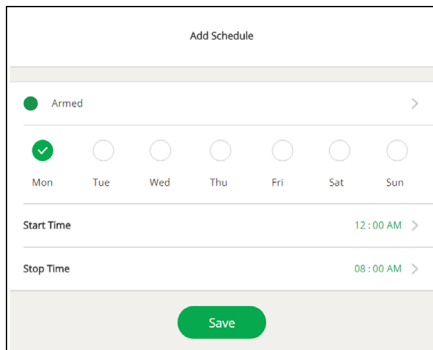 Add Schedule
Armed
Mon Tue Wed Thu Fri Sat Sun
Start Time 12 : 00 AM
Stop Time 08 : 00 AM
Save